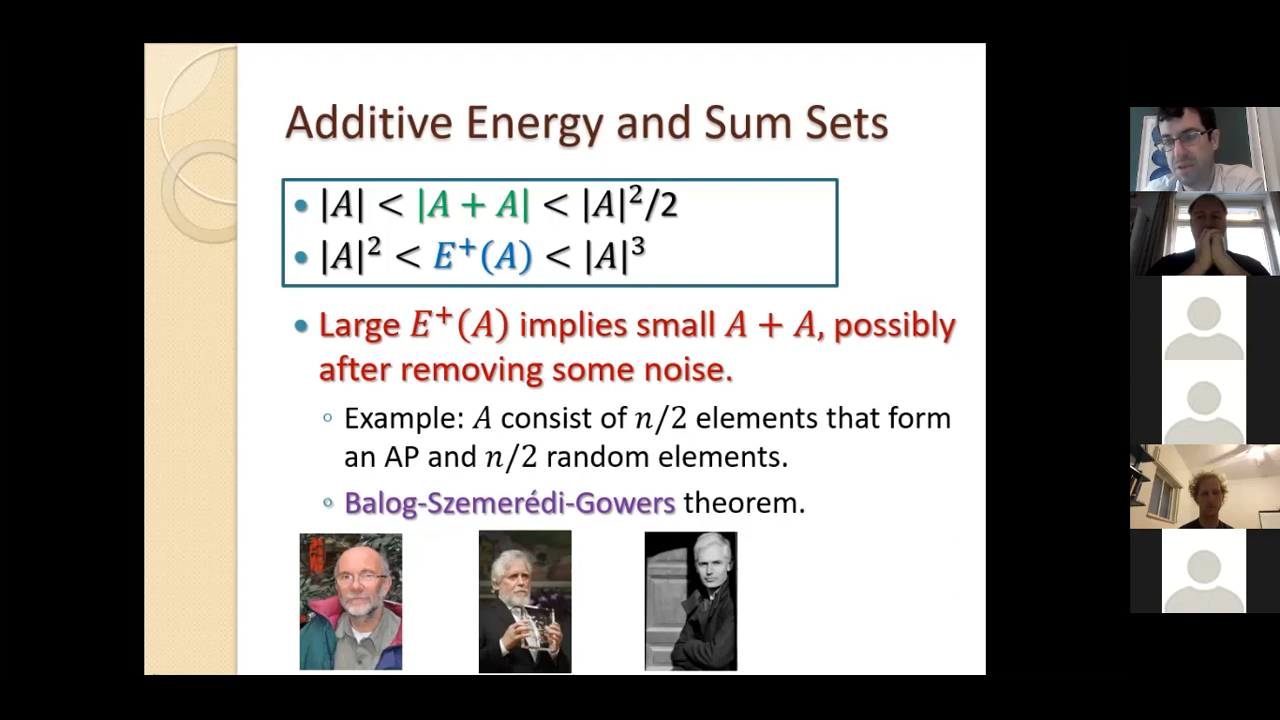 Additive Energy and Sum Sets
• |A| < |A + A| < |A|²/2
• |A|² < E⁺(A) < |A|³
• Large E⁺(A) implies small A + A, possibly
after removing some noise.
◦ Example: A consist of n/2 elements that form
an AP and n/2 random elements.
◦ Balog-Szemerédi-Gowers theorem.